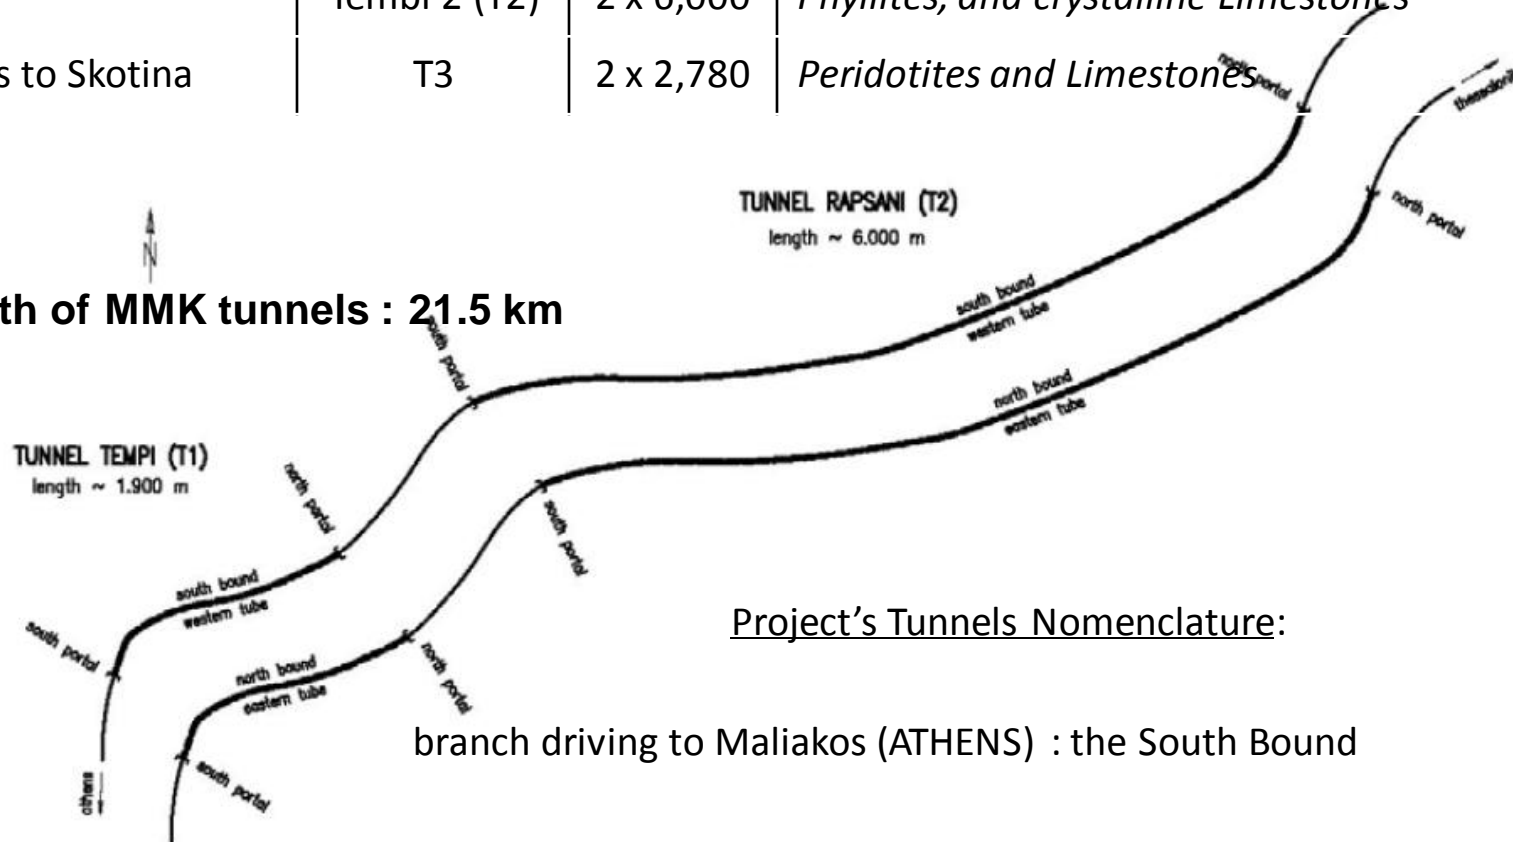 Tembi 2 (T2) 2 x 6,000 Phyllites, and crystalline Limestones
s to Skotina T3 2 x 2,780 Peridotites and Limestones
north portal
TUNNEL RAPSANI (T2)
length ~ 6.000 m
north portal
N
th of MMK tunnels : 21.5 km
south bound
western tube
south portal
north bound
eastern tube
TUNNEL TEMPI (T1)
length ~ 1.900 m
north portal
south portal
south bound
western tube
Project's Tunnels Nomenclature:
south portal
north bound
eastern tube
north portal
branch driving to Maliakos (ATHENS) : the South Bound
athens
south portal